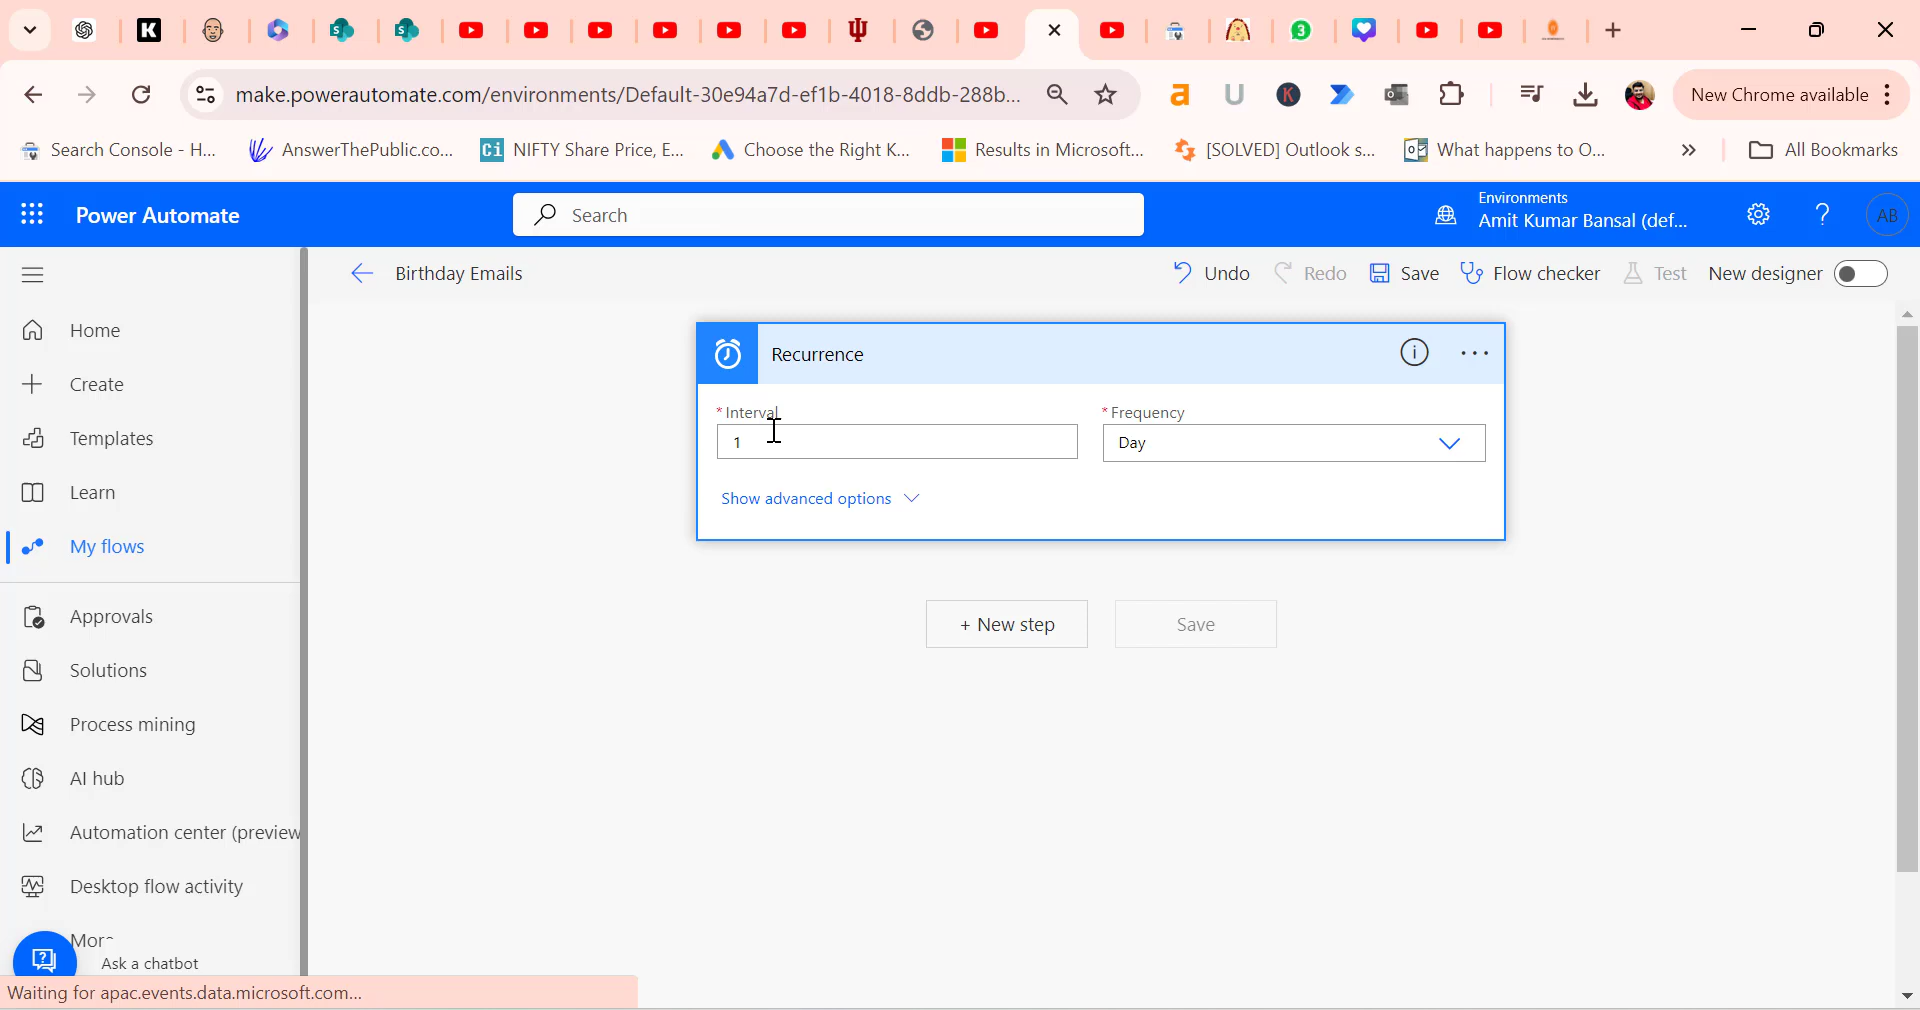 3
make.powerautomate.com/environments/Default-30e94a7d-ef1b-4018-8ddb-288b...
New Chrome available
Search Console - H...
AnswerThePublic.co...
Ci NIFTY Share Price, E...
Choose the Right K...
Results in Microsoft...
[SOLVED] Outlook s...
What happens to O...
»
All Bookmarks
Power Automate
Search
Environments
Amit Kumar Bansal (def...
AB
Birthday Emails
Undo
Redo
Save
Flow checker
Test
New designer
Home
Create
Templates
Learn
My flows
Approvals
Solutions
Process mining
AI hub
Automation center (preview
Desktop flow activity
Ask a chatbot
Recurrence
* Interval
1
* Frequency
Day
Show advanced options
+ New step
Save
Waiting for apac.events.data.microsoft.com...